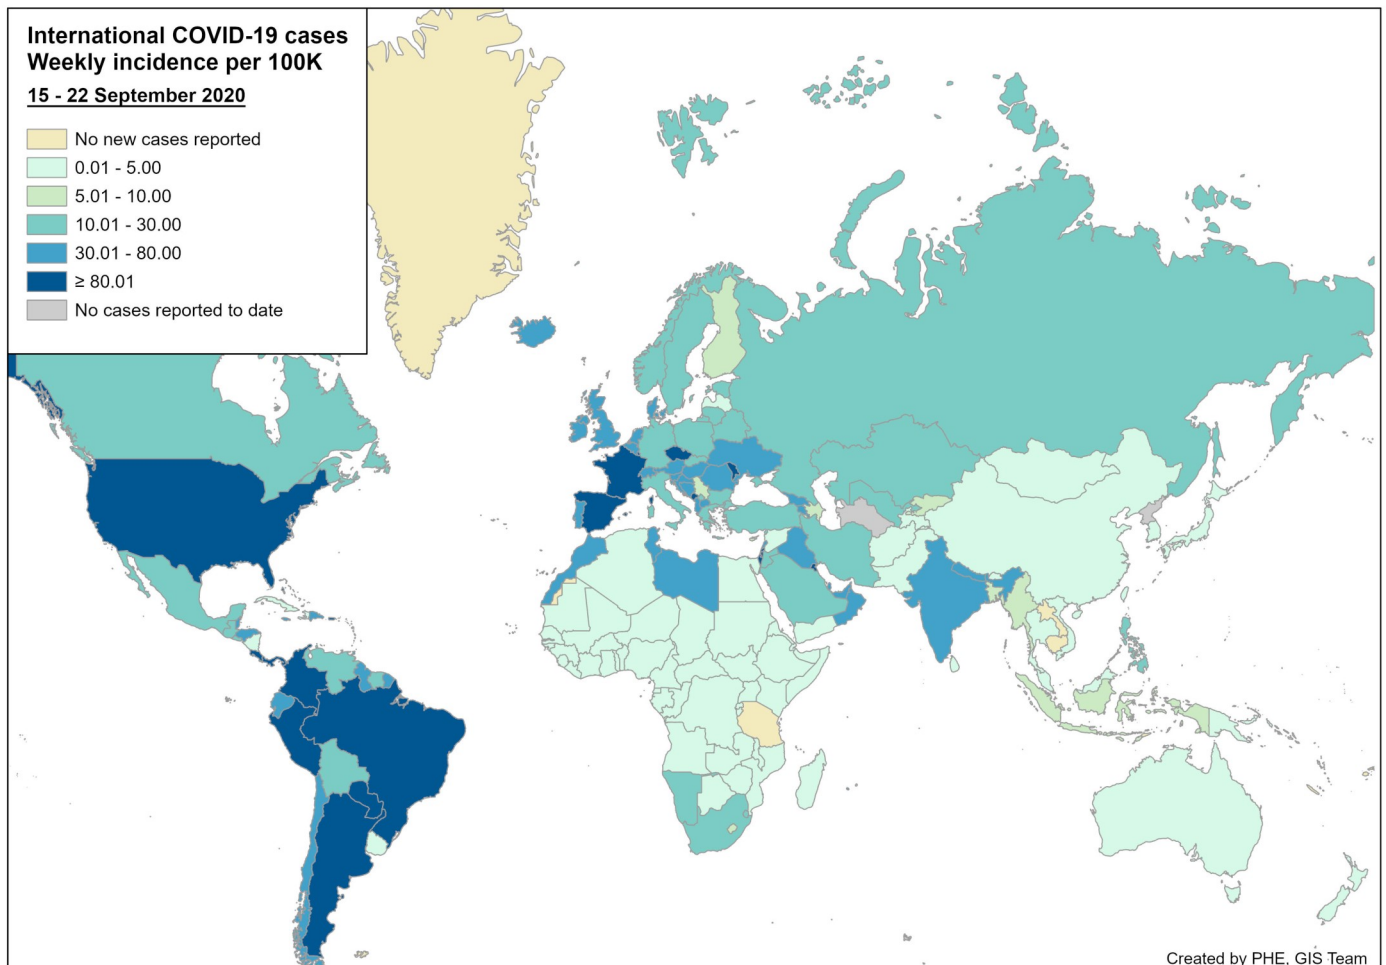 International COVID-19 cases
Weekly incidence per 100K
15 - 22 September 2020
No new cases reported
0.01 - 5.00
5.01 - 10.00
10.01 - 30.00
30.01 - 80.00
≥ 80.01
No cases reported to date
Created by PHE, GIS Team